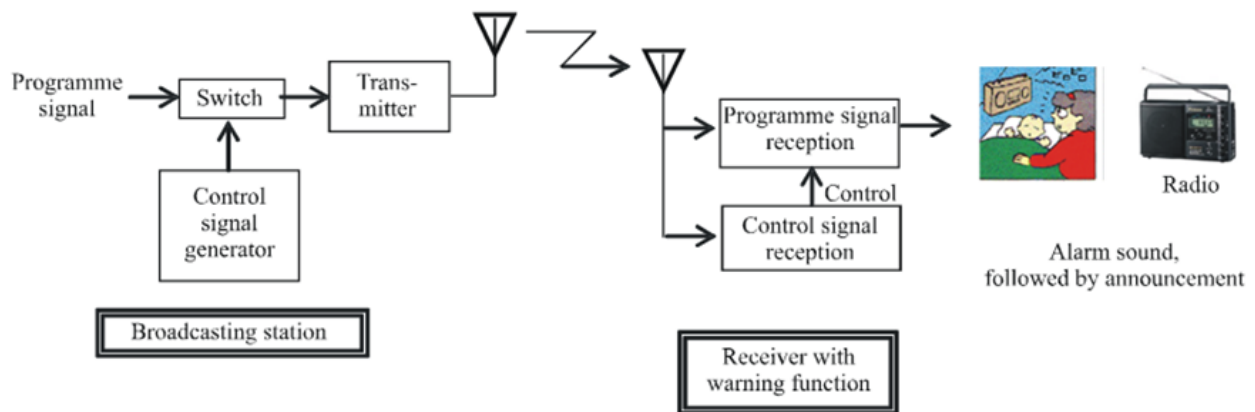 Programme
signal
Switch
Trans-
mitter
Control
signal
generator
Broadcasting station
Programme signal
reception
Control
Control signal
reception
Receiver with
warning function
Radio
Alarm sound,
followed by announcement